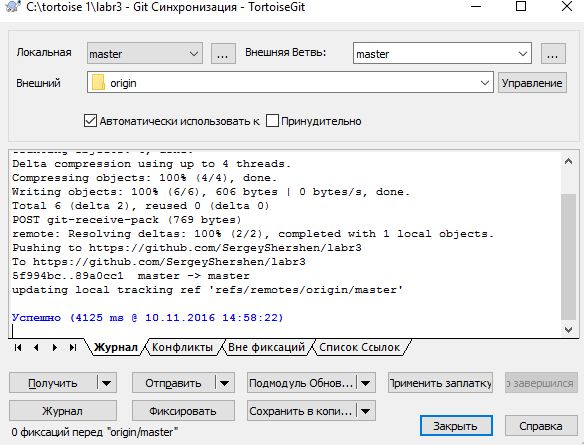 C:\tortoise 1\labr3 - Git Синхронизация - TortoiseGit
Локальная master ... Внешняя Ветвь: master ...
Внешний origin Управление
Автоматически использовать к Принудительно
Delta compression using up to 4 threads.
Compressing objects: 100% (4/4), done.
Writing objects: 100% (6/6), 606 bytes | 0 bytes/s, done.
Total 6 (delta 2), reused 0 (delta 0)
POST git-receive-pack (769 bytes)
remote: Resolving deltas: 100% (2/2), completed with 1 local objects.
Pushing to https://github.com/SergeyShershen/labr3
To https://github.com/SergeyShershen/labr3
5f994bc..89a0cc1 master -> master
updating local tracking ref 'refs/remotes/origin/master'
Успешно (4125 ms @ 10.11.2016 14:58:22)
Журнал Конфликты Вне фиксаций Список Ссылок
Получить Отправить Подмодуль Обнов... Применить заплатку о завершился
Журнал Фиксировать Сохранить в копи...
Закрыть Справка
0 фиксаций перед "origin/master"